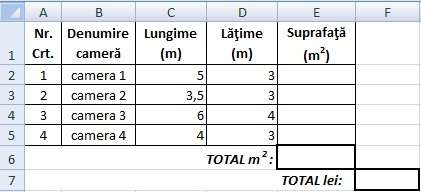 A B C D E F
1 Nr. Crt. Denumire cameră Lungime (m) Lăţime (m) Suprafaţă (m²)
2 1 camera 1 5 3
3 2 camera 2 3,5 3
4 3 camera 3 6 4
5 4 camera 4 4 3
6 TOTAL m²:
7 TOTAL lei: